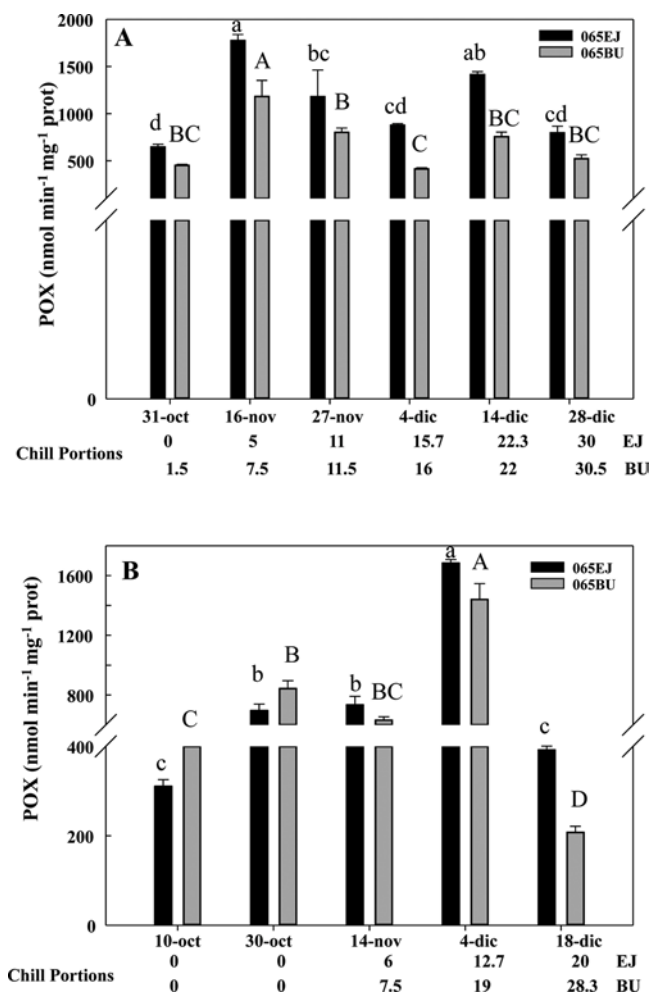 A
065EJ
065BU
2000
1500
1000
500
0
POX (nmol min-1 mg-1 prot)
d BC a A bc B cd C ab BC cd BC
31-oct 16-nov 27-nov 4-dic 14-dic 28-dic
Chill Portions
0 5 11 15.7 22.3 30 EJ
1.5 7.5 11.5 16 22 30.5 BU
B
065EJ
065BU
1600
1200
800
400
200
0
POX (nmol min-1 mg-1 prot)
c C b B b BC a A c D
10-oct 30-oct 14-nov 4-dic 18-dic
Chill Portions
0 0 6 12.7 20 EJ
0 0 7.5 19 28.3 BU